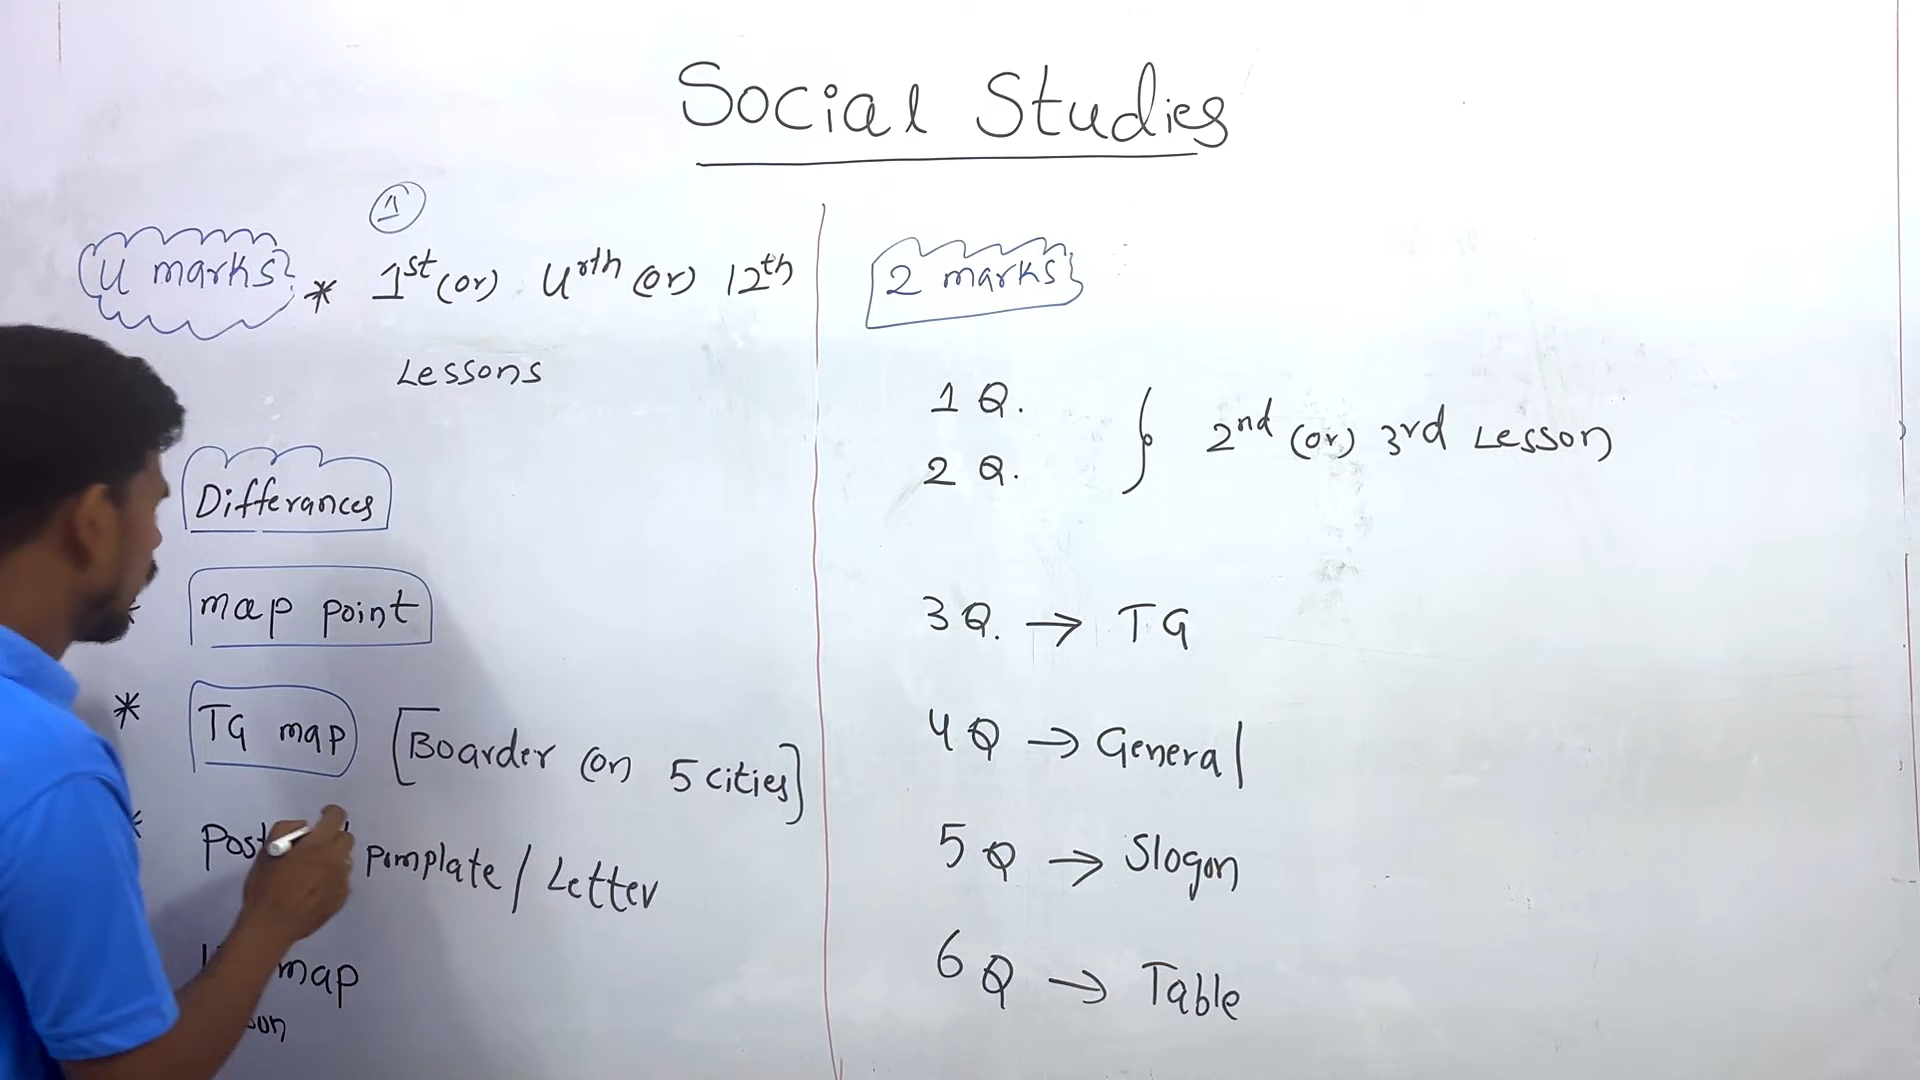 Social Studies
1
4 marks * 1st (or) 4rth (or) 12th
Lessons
Differances
map point
* TG map [Boarder (or) 5 cities]
* pomplate / Letter
map
2 marks
1 Q.
2 Q. } 2nd (or) 3rd Lesson
3 Q. → TG
4 Q → General
5 Q → Slogon
6 Q → Table